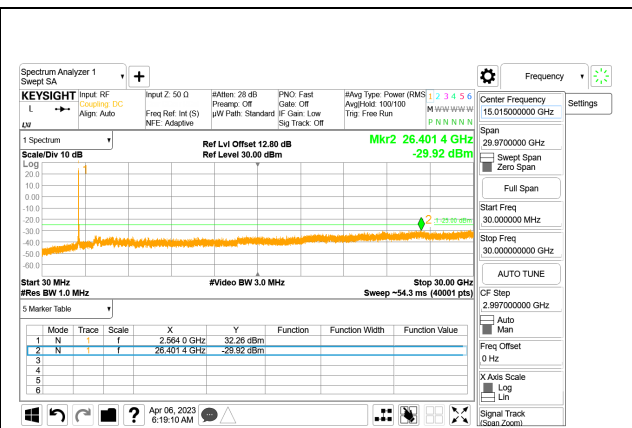 Spectrum Analyzer 1
Swept SA
+
Frequency
KEYSIGHT
L
Input: RF
Coupling: DC
Align: Auto
Input Z: 50 Ω
Freq Ref: Int (S)
NFE: Adaptive
#Atten: 28 dB
Preamp: Off
µW Path: Standard
PNO: Fast
Gate: Off
IF Gain: Low
Sig Track: Off
#Avg Type: Power (RMS
Avg|Hold: 100/100
Trig: Free Run
1 2 3 4 5 6
M W W W W W
P N N N N N
Center Frequency
15.015000000 GHz
Settings
Span
29.9700000 GHz
Swept Span
Zero Span
Full Span
Start Freq
30.000000 MHz
Stop Freq
30.000000000 GHz
AUTO TUNE
CF Step
2.997000000 GHz
Auto
Man
Freq Offset
0 Hz
X Axis Scale
Log
Lin
Signal Track
(Span Zoom)
1 Spectrum
Scale/Div 10 dB
Ref Lvl Offset 12.80 dB
Ref Level 30.00 dBm
Mkr2 26.401 4 GHz
-29.92 dBm
Log
20.0
10.0
0.00
-10.0
-20.0
-30.0
-40.0
-50.0
-60.0
1
2
Start 30 MHz
#Res BW 1.0 MHz
#Video BW 3.0 MHz
Stop 30.00 GHz
Sweep ~54.3 ms (40001 pts)
5 Marker Table
Mode Trace Scale X Y Function Function Width Function Value
1 N 1 f 2.564 0 GHz 32.26 dBm
2 N 1 f 26.401 4 GHz -29.92 dBm
3
4
5
6
?
Apr 06, 2023
6:19:10 AM